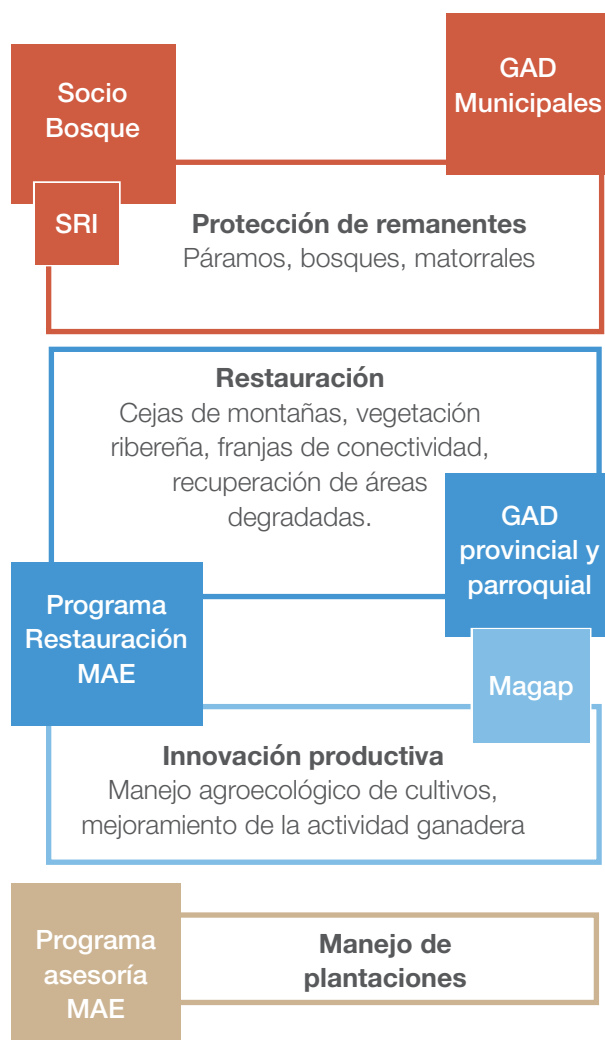 Socio
Bosque
GAD
Municipales
SRI
Protección de remanentes
Páramos, bosques, matorrales
Restauración
Cejas de montañas, vegetación
ribereña, franjas de conectividad,
recuperación de áreas
degradadas.
GAD
provincial y
parroquial
Programa
Restauración
MAE
Magap
Innovación productiva
Manejo agroecológico de cultivos,
mejoramiento de la actividad ganadera
Programa
asesoría
MAE
Manejo de
plantaciones